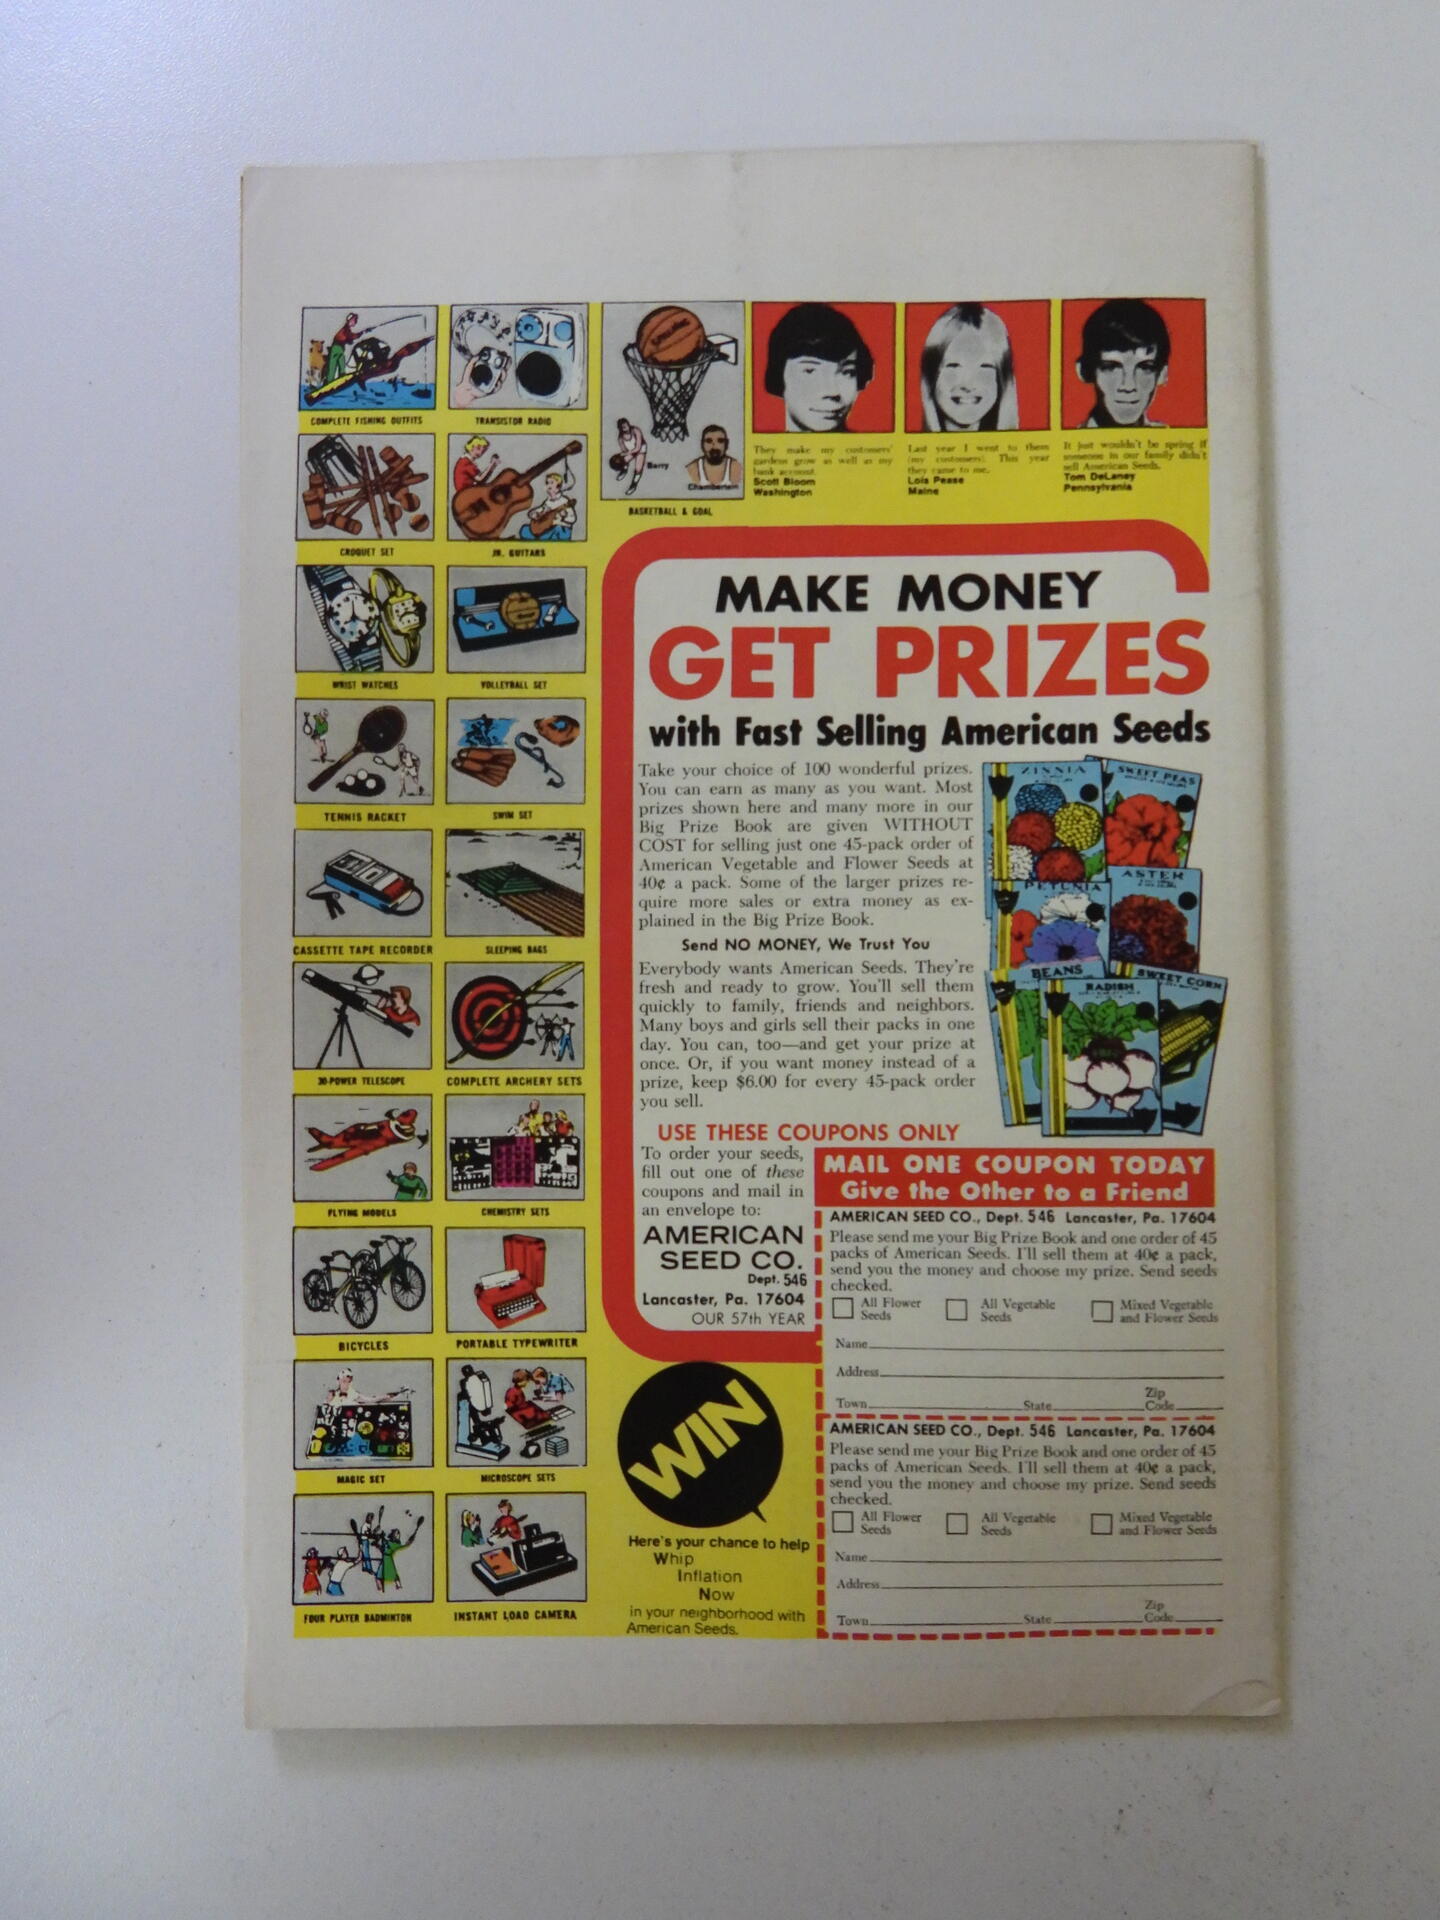 COMPLETE FISHING OUTFITS
TRANSISTOR RADIO
Barry
Chamberlain
BASKETBALL & GOAL
They make my customers'
gardens grow as well as my
bank account.
Scott Bloom
Washington
Last year I went to them
(my customers). This year
they came to me.
Lois Pease
Maine
It just wouldn't be spring if
someone in our family didn't
sell American Seeds.
Tom DeLaney
Pennsylvania
CROQUET SET
JR. GUITARS
WRIST WATCHES
VOLLEYBALL SET
TENNIS RACKET
SWIM SET
CASSETTE TAPE RECORDER
SLEEPING BAGS
30-POWER TELESCOPE
COMPLETE ARCHERY SETS
FLYING MODELS
CHEMISTRY SETS
BICYCLES
PORTABLE TYPEWRITER
MAGIC SET
MICROSCOPE SETS
FOUR PLAYER BADMINTON
INSTANT LOAD CAMERA
MAKE MONEY
GET PRIZES
with Fast Selling American Seeds
Take your choice of 100 wonderful prizes.
You can earn as many as you want. Most
prizes shown here and many more in our
Big Prize Book are given WITHOUT
COST for selling just one 45-pack order of
American Vegetable and Flower Seeds at
40¢ a pack. Some of the larger prizes re-
quire more sales or extra money as ex-
plained in the Big Prize Book.
Send NO MONEY, We Trust You
Everybody wants American Seeds. They're
fresh and ready to grow. You'll sell them
quickly to family, friends and neighbors.
Many boys and girls sell their packs in one
day. You can, too—and get your prize at
once. Or, if you want money instead of a
prize, keep $6.00 for every 45-pack order
you sell.
ZINNIA
SWEET PEAS
PETUNIA
ASTER
BEANS
RADISH
SWEET CORN
USE THESE COUPONS ONLY
To order your seeds,
fill out one of these
coupons and mail in
an envelope to:
AMERICAN
SEED CO.
Dept. 546
Lancaster, Pa. 17604
OUR 57th YEAR
MAIL ONE COUPON TODAY
Give the Other to a Friend
AMERICAN SEED CO., Dept. 546 Lancaster, Pa. 17604
Please send me your Big Prize Book and one order of 45
packs of American Seeds. I'll sell them at 40¢ a pack,
send you the money and choose my prize. Send seeds
checked.
All Flower Seeds
All Vegetable Seeds
Mixed Vegetable and Flower Seeds
Name
Address
Town State Zip Code
AMERICAN SEED CO., Dept. 546 Lancaster, Pa. 17604
Please send me your Big Prize Book and one order of 45
packs of American Seeds. I'll sell them at 40¢ a pack,
send you the money and choose my prize. Send seeds
checked.
All Flower Seeds
All Vegetable Seeds
Mixed Vegetable and Flower Seeds
Name
Address
Town State Zip Code
WIN
Here's your chance to help
Whip
Inflation
Now
in your neighborhood with
American Seeds.